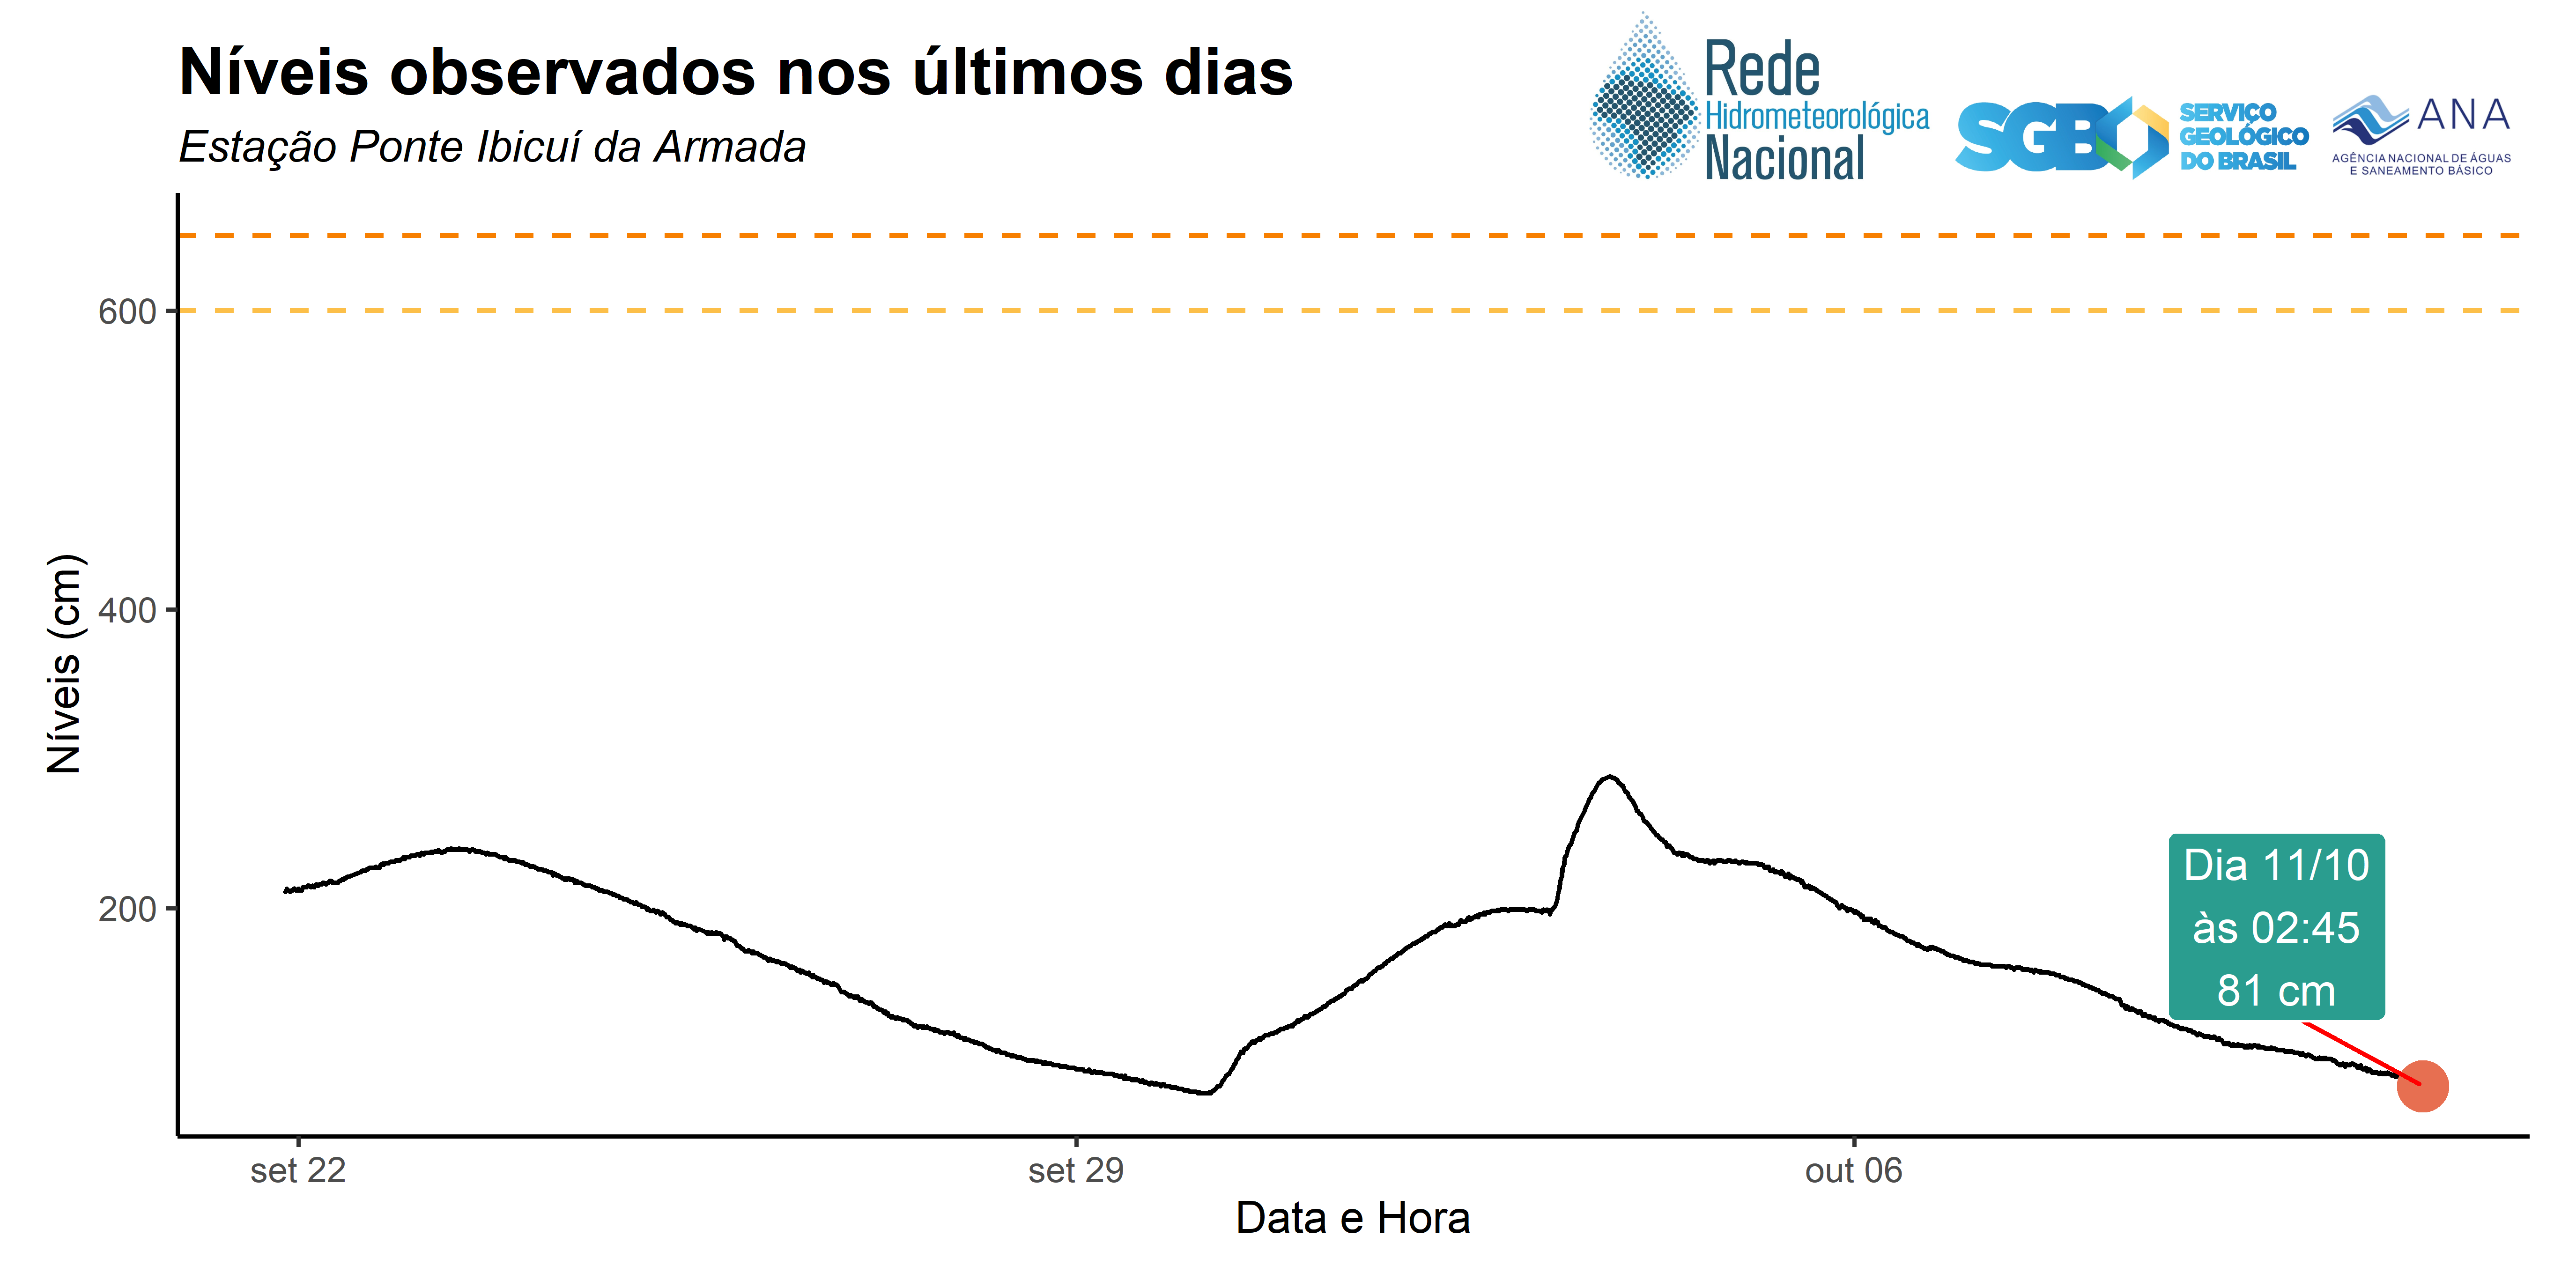 Níveis observados nos últimos dias
Estação Ponte Ibicuí da Armada
Rede
Hidrometeorológica
Nacional
SGB
SERVIÇO
GEOLÓGICO
DO BRASIL
ANA
AGÊNCIA NACIONAL DE ÁGUAS
E SANEAMENTO BÁSICO
Níveis (cm)
600
400
200
Dia 11/10
às 02:45
81 cm
set 22
set 29
out 06
Data e Hora